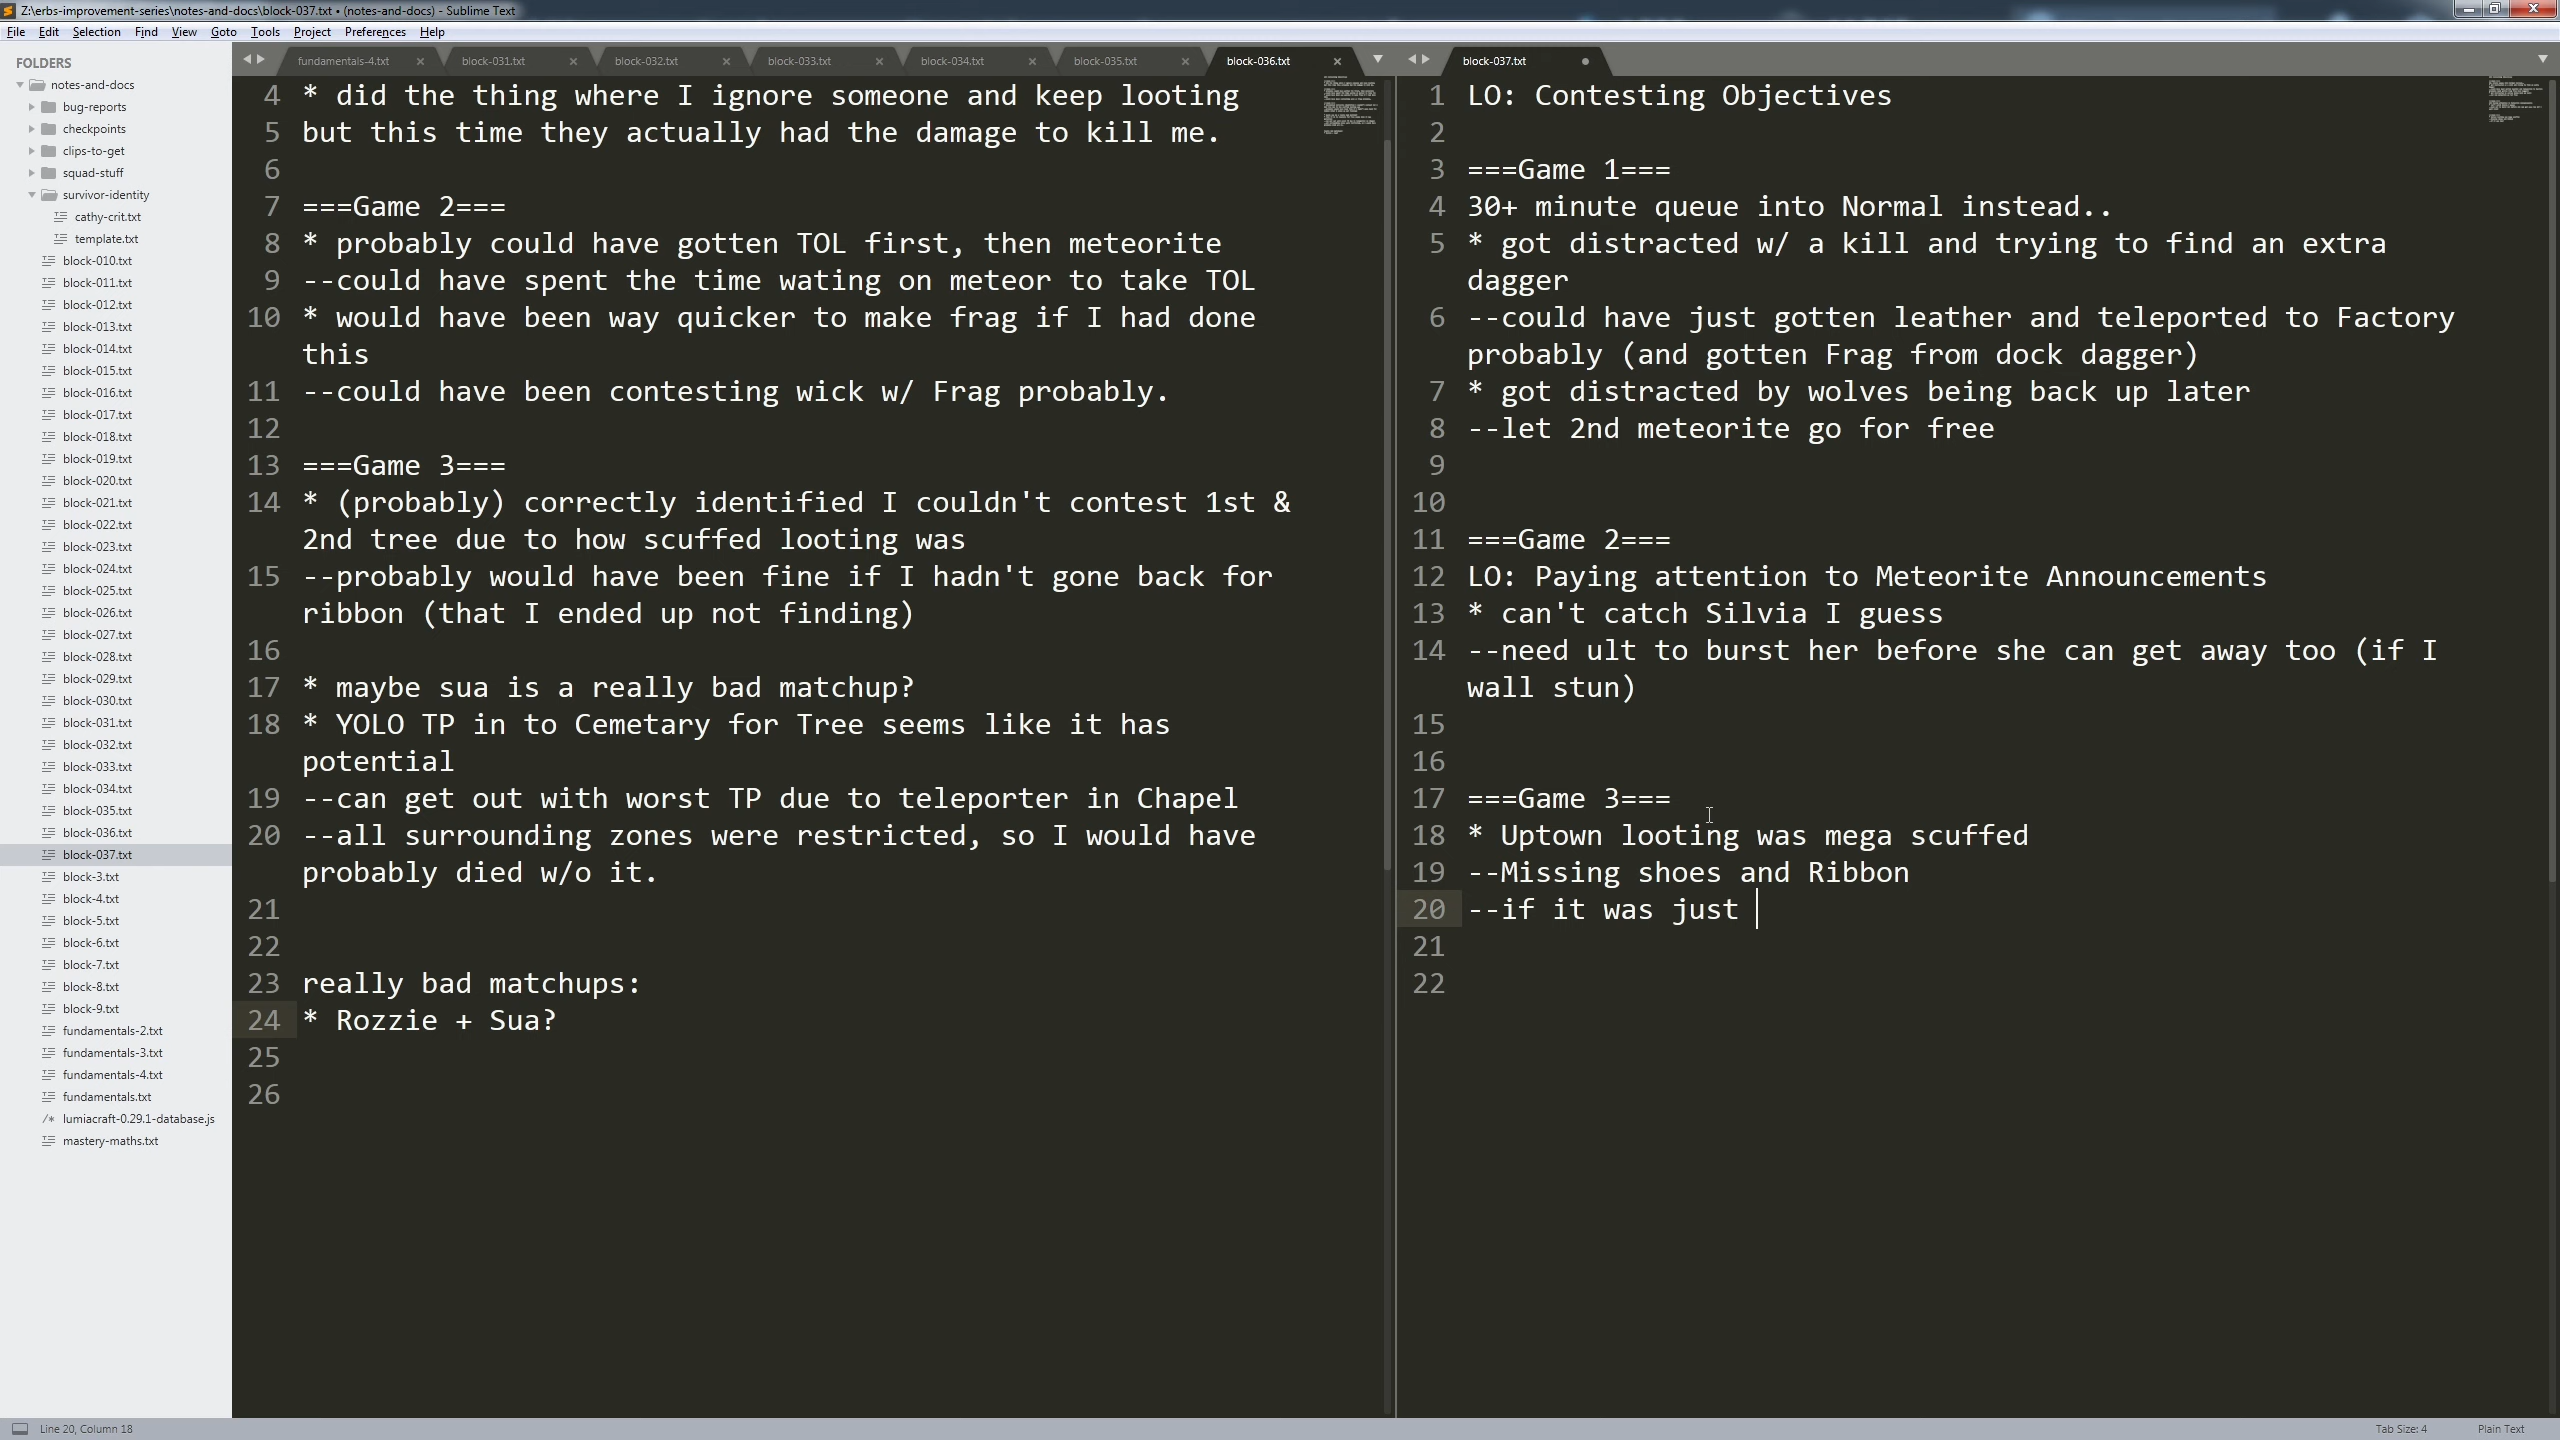 Z:\erbs-improvement-series\notes-and-docs\block-037.txt • (notes-and-docs) - Sublime Text
File Edit Selection Find View Goto Tools Project Preferences Help
FOLDERS
notes-and-docs
bug-reports
checkpoints
clips-to-get
squad-stuff
survivor-identity
cathy-crit.txt
template.txt
block-010.txt
block-011.txt
block-012.txt
block-013.txt
block-014.txt
block-015.txt
block-016.txt
block-017.txt
block-018.txt
block-019.txt
block-020.txt
block-021.txt
block-022.txt
block-023.txt
block-024.txt
block-025.txt
block-026.txt
block-027.txt
block-028.txt
block-029.txt
block-030.txt
block-031.txt
block-032.txt
block-033.txt
block-034.txt
block-035.txt
block-036.txt
block-037.txt
block-3.txt
block-4.txt
block-5.txt
block-6.txt
block-7.txt
block-8.txt
block-9.txt
fundamentals-2.txt
fundamentals-3.txt
fundamentals-4.txt
fundamentals.txt
/* lumiacraft-0.29.1-database.js
mastery-maths.txt
fundamentals-4.txt block-031.txt block-032.txt block-033.txt block-034.txt block-035.txt block-036.txt
4 * did the thing where I ignore someone and keep looting
5 but this time they actually had the damage to kill me.
6
7 ===Game 2===
8 * probably could have gotten TOL first, then meteorite
9 --could have spent the time wating on meteor to take TOL
10 * would have been way quicker to make frag if I had done
this
11 --could have been contesting wick w/ Frag probably.
12
13 ===Game 3===
14 * (probably) correctly identified I couldn't contest 1st &
2nd tree due to how scuffed looting was
15 --probably would have been fine if I hadn't gone back for
ribbon (that I ended up not finding)
16
17 * maybe sua is a really bad matchup?
18 * YOLO TP in to Cemetary for Tree seems like it has
potential
19 --can get out with worst TP due to teleporter in Chapel
20 --all surrounding zones were restricted, so I would have
probably died w/o it.
21
22
23 really bad matchups:
24 * Rozzie + Sua?
25
26
block-037.txt
1 LO: Contesting Objectives
2
3 ===Game 1===
4 30+ minute queue into Normal instead..
5 * got distracted w/ a kill and trying to find an extra
dagger
6 --could have just gotten leather and teleported to Factory
probably (and gotten Frag from dock dagger)
7 * got distracted by wolves being back up later
8 --let 2nd meteorite go for free
9
10
11 ===Game 2===
12 LO: Paying attention to Meteorite Announcements
13 * can't catch Silvia I guess
14 --need ult to burst her before she can get away too (if I
wall stun)
15
16
17 ===Game 3===
18 * Uptown looting was mega scuffed
19 --Missing shoes and Ribbon
20 --if it was just
21
22
Line 20, Column 18
Tab Size: 4
Plain Text